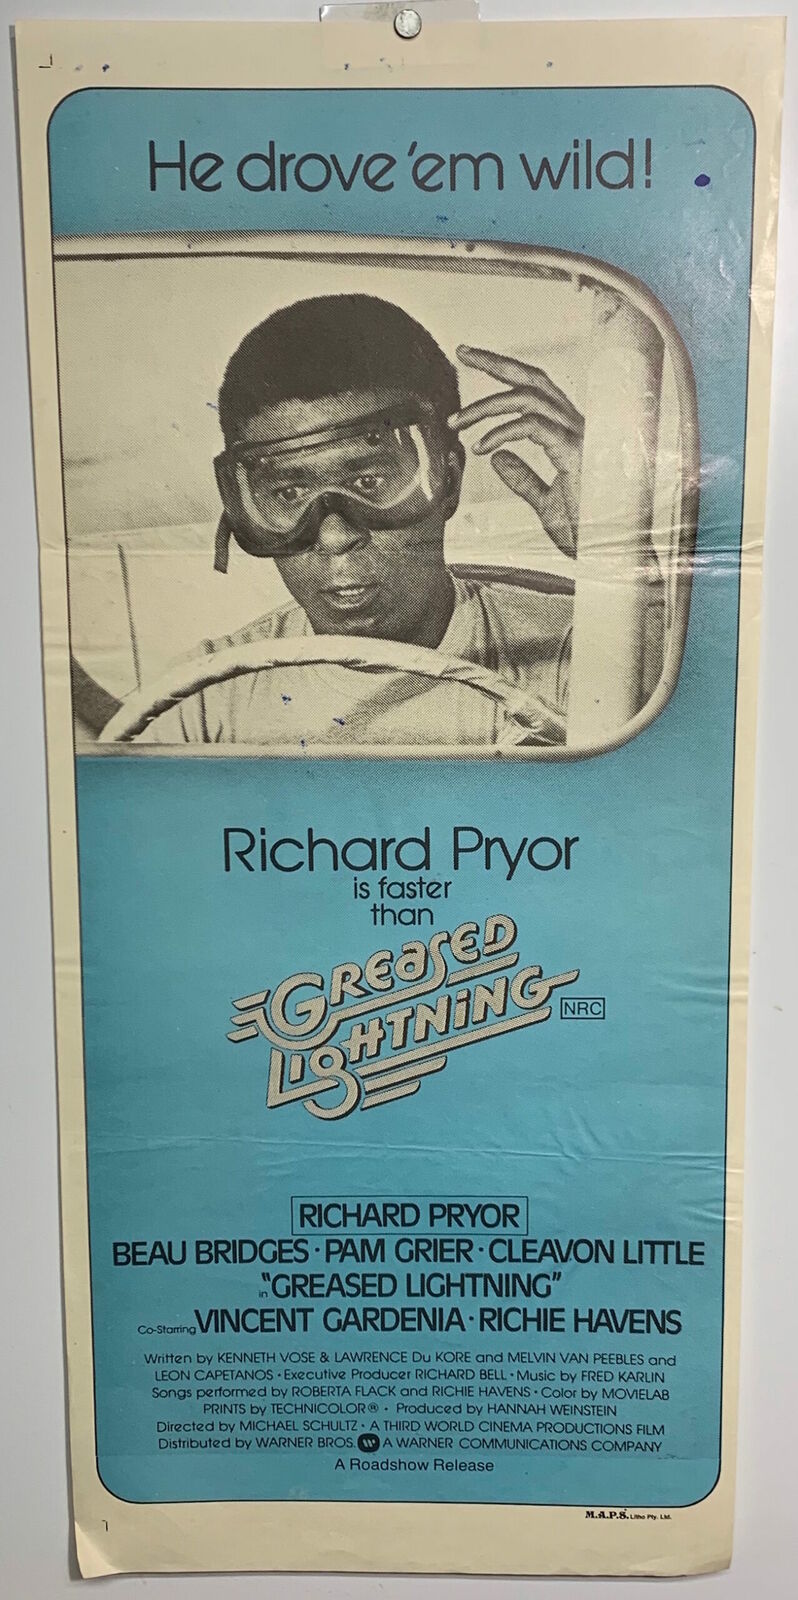 He drove 'em wild!
Richard Pryor
is faster
than
GREASED
LIGHTNING
NRC
RICHARD PRYOR
BEAU BRIDGES · PAM GRIER · CLEAVON LITTLE
in "GREASED LIGHTNING"
Co-Starring VINCENT GARDENIA · RICHIE HAVENS
Written by KENNETH VOSE & LAWRENCE Du KORE and MELVIN VAN PEEBLES and
LEON CAPETANOS · Executive Producer RICHARD BELL · Music by FRED KARLIN
Songs performed by ROBERTA FLACK and RICHIE HAVENS · Color by MOVIELAB
PRINTS by TECHNICOLOR® · Produced by HANNAH WEINSTEIN
Directed by MICHAEL SCHULTZ · A THIRD WORLD CINEMA PRODUCTIONS FILM
Distributed by WARNER BROS. A WARNER COMMUNICATIONS COMPANY
A Roadshow Release
M.A.P.S. Litho Pty. Ltd.